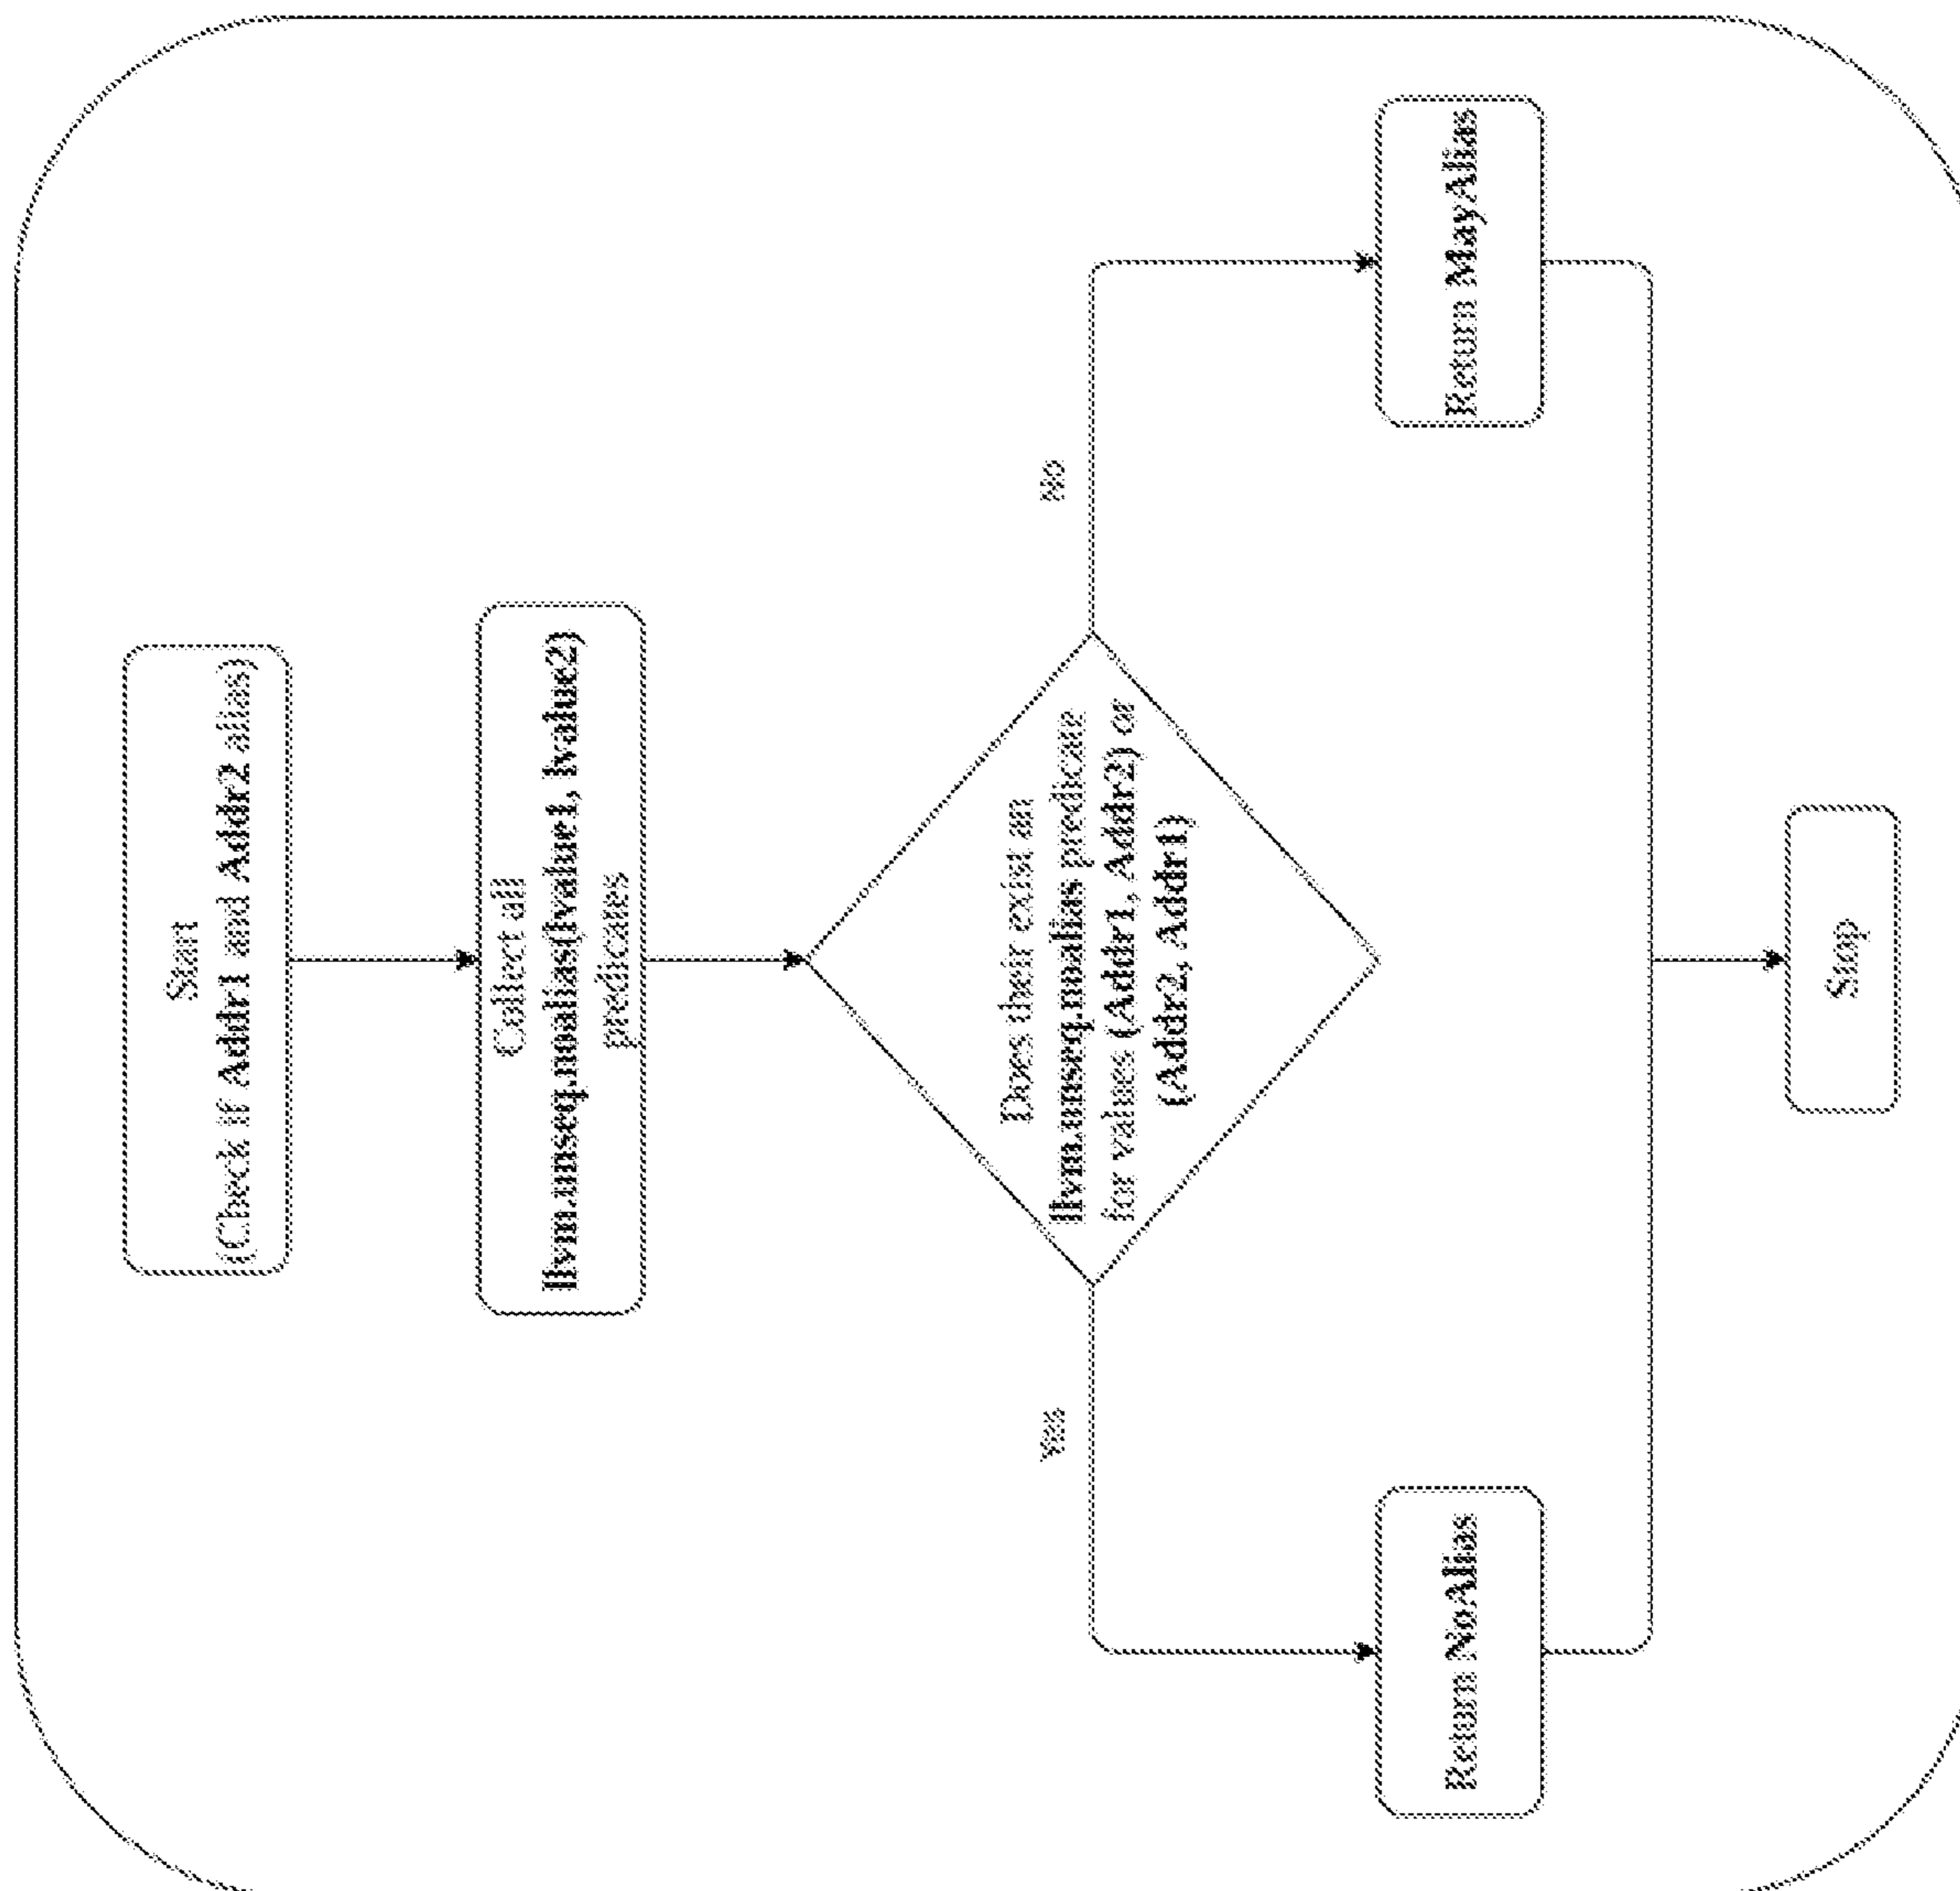 Start
(Check if Addr1 and Addr2 alias)
Collect all
llvm.unseq.noalias(lvalue1, lvalue2)
predicates
Does their exist an
llvm.unseq.noalias predicate
for values (Addr1, Addr2) or
(Addr2, Addr1)
Yes
No
Return NoAlias
Return MayAlias
Stop